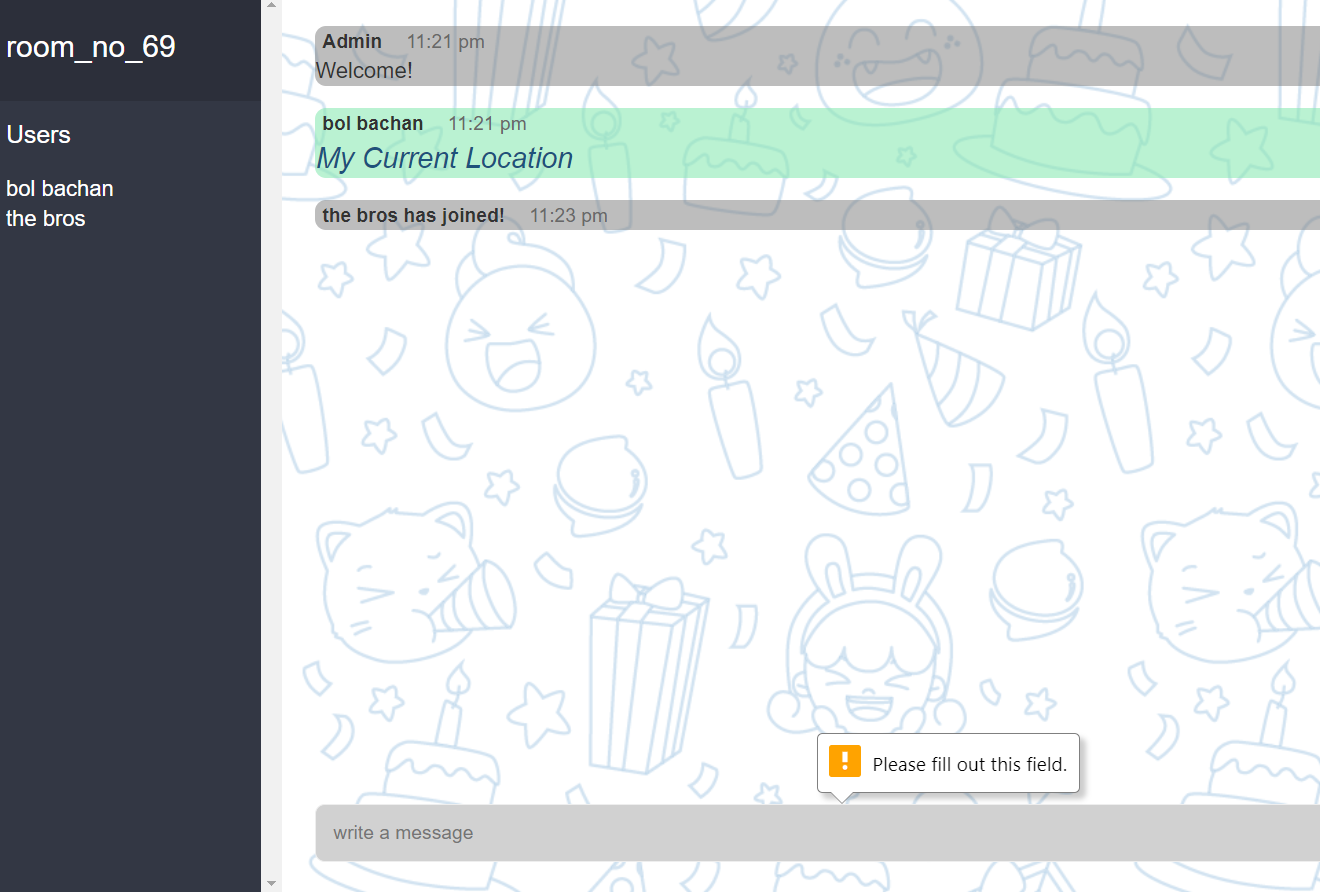 room_no_69
Users
bol bachan
the bros
Admin 11:21 pm
Welcome!
bol bachan 11:21 pm
My Current Location
the bros has joined! 11:23 pm
! Please fill out this field.
write a message